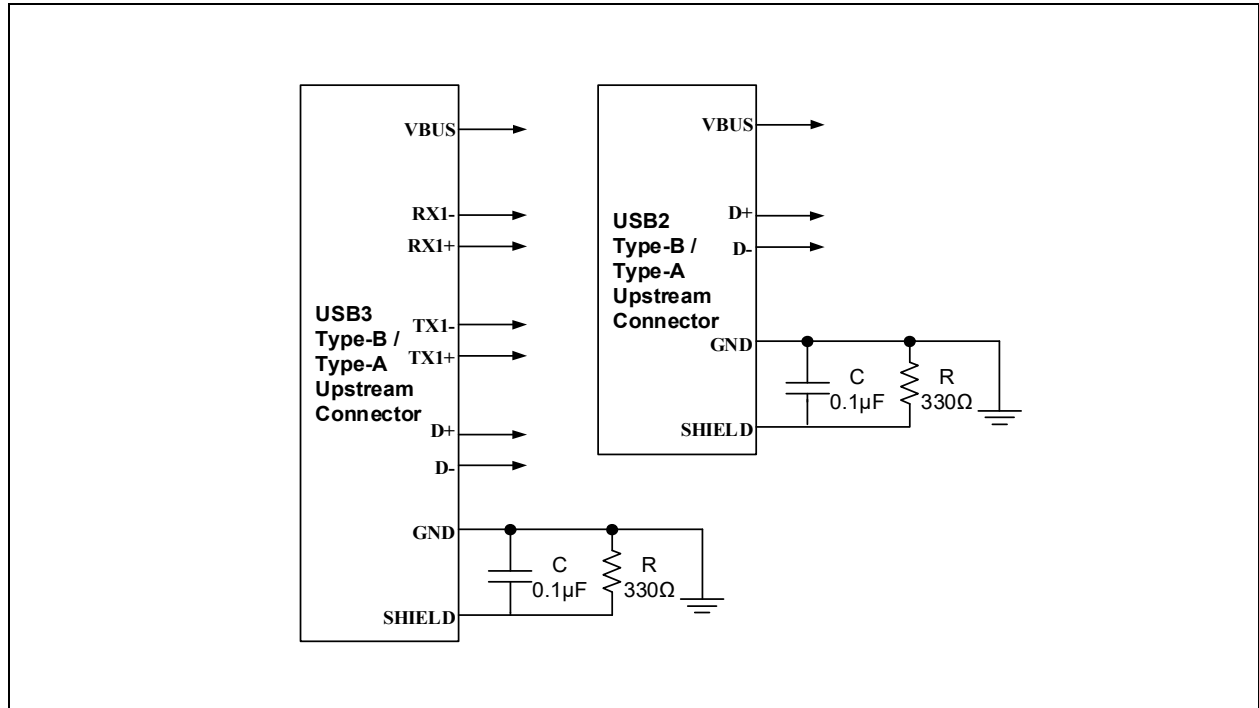 VBUS
RX1-
RX1+
USB3
Type-B /
Type-A
Upstream
Connector
TX1-
TX1+
D+
D-
GND
C
0.1µF
R
330Ω
SHIELD
VBUS
USB2
Type-B /
Type-A
Upstream
Connector
D+
D-
GND
C
0.1µF
R
330Ω
SHIELD